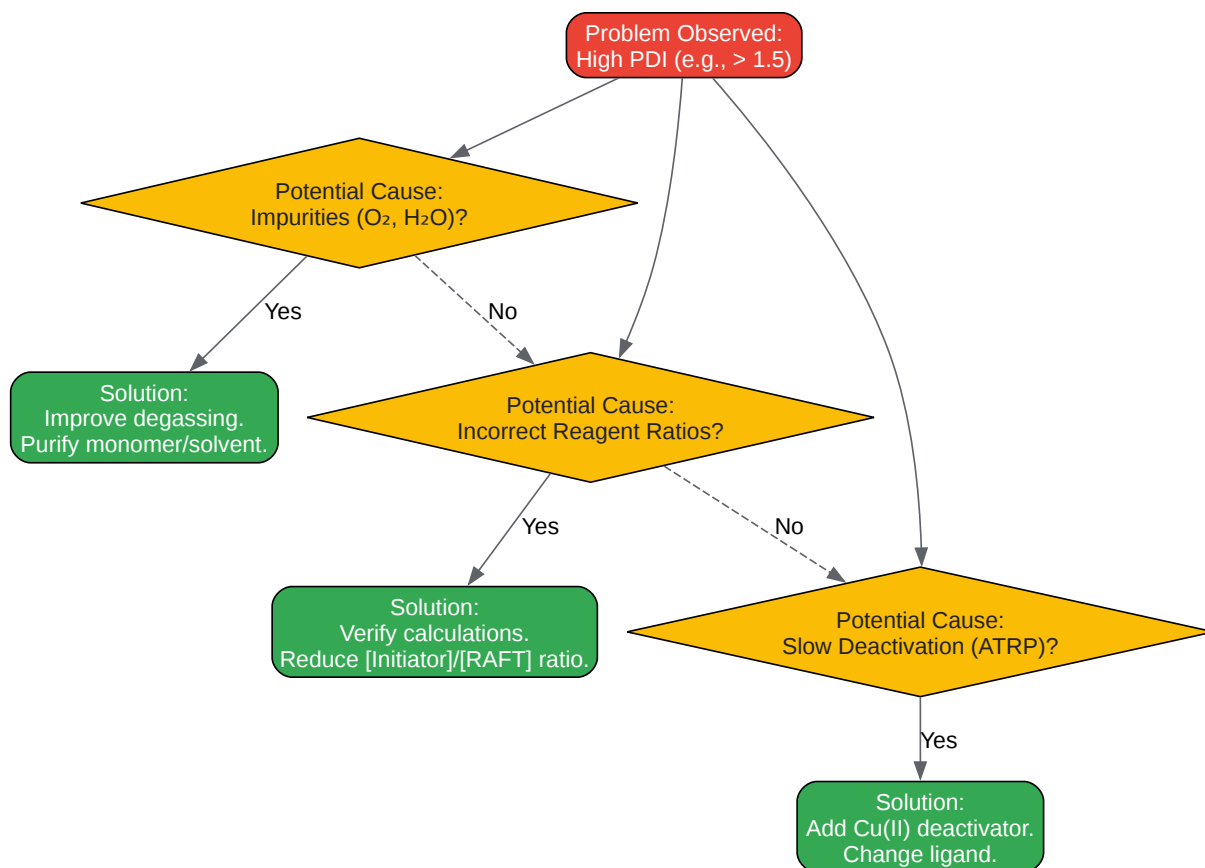 Problem Observed:
High PDI (e.g., > 1.5)
Potential Cause:
Impurities (O₂, H₂O)?
Yes
No
Solution:
Improve degassing.
Purify monomer/solvent.
Potential Cause:
Incorrect Reagent Ratios?
Yes
No
Solution:
Verify calculations.
Reduce [Initiator]/[RAFT] ratio.
Potential Cause:
Slow Deactivation (ATRP)?
Yes
Solution:
Add Cu(II) deactivator.
Change ligand.